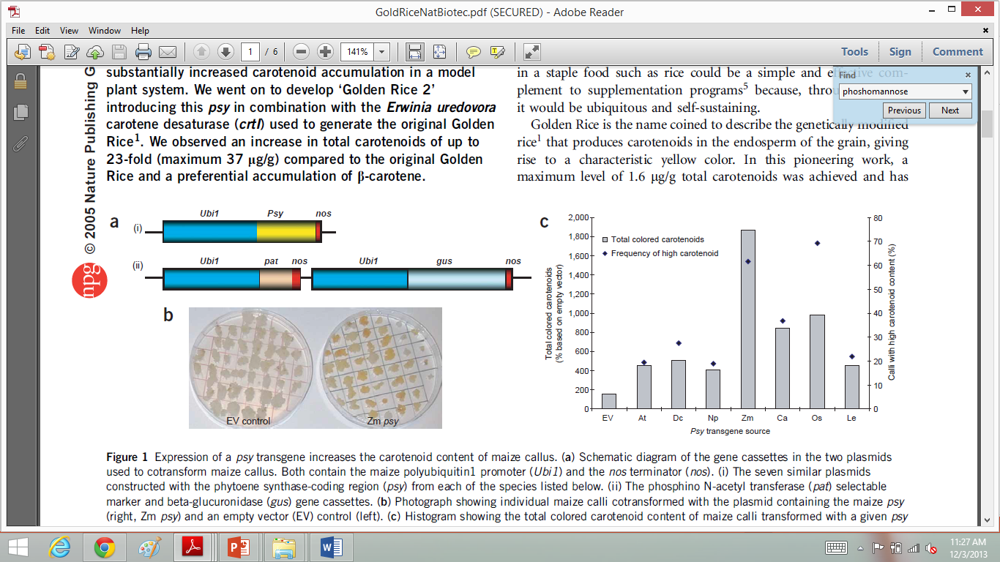 GoldRiceNatBiotec.pdf (SECURED) - Adobe Reader
File Edit View Window Help
1 / 6 141% Tools Sign Comment
Find
phoshomannose
Previous Next
© 2005 Nature Publishing G
npg
substantially increased carotenoid accumulation in a model
plant system. We went on to develop ‘Golden Rice 2’
introducing this psy in combination with the Erwinia uredovora
carotene desaturase (crtI) used to generate the original Golden
Rice1. We observed an increase in total carotenoids of up to
23-fold (maximum 37 μg/g) compared to the original Golden
Rice and a preferential accumulation of β-carotene.
in a staple food such as rice could be a simple and effective com-
plement to supplementation programs5 because, throu
it would be ubiquitous and self-sustaining.
Golden Rice is the name coined to describe the genetically modified
rice1 that produces carotenoids in the endosperm of the grain, giving
rise to a characteristic yellow color. In this pioneering work, a
maximum level of 1.6 μg/g total carotenoids was achieved and has
a
(i)
Ubi1 Psy nos
(ii)
Ubi1 pat nos Ubi1 gus nos
b
EV control Zm psy
c
Total colored carotenoids
(% based on empty vector)
2,000
1,800
1,600
1,400
1,200
1,000
800
600
400
200
0
Total colored carotenoids
Frequency of high carotenoid
80
70
60
50
40
30
20
10
0
Calli with high carotenoid content (%)
EV At Dc Np Zm Ca Os Le
Psy transgene source
Figure 1 Expression of a psy transgene increases the carotenoid content of maize callus. (a) Schematic diagram of the gene cassettes in the two plasmids
used to cotransform maize callus. Both contain the maize polyubiquitin1 promoter (Ubi1) and the nos terminator (nos). (i) The seven similar plasmids
constructed with the phytoene synthase-coding region (psy) from each of the species listed below. (ii) The phosphino N-acetyl transferase (pat) selectable
marker and beta-glucuronidase (gus) gene cassettes. (b) Photograph showing individual maize calli cotransformed with the plasmid containing the maize psy
(right, Zm psy) and an empty vector (EV) control (left). (c) Histogram showing the total colored carotenoid content of maize calli transformed with a given psy
11:27 AM
12/3/2013